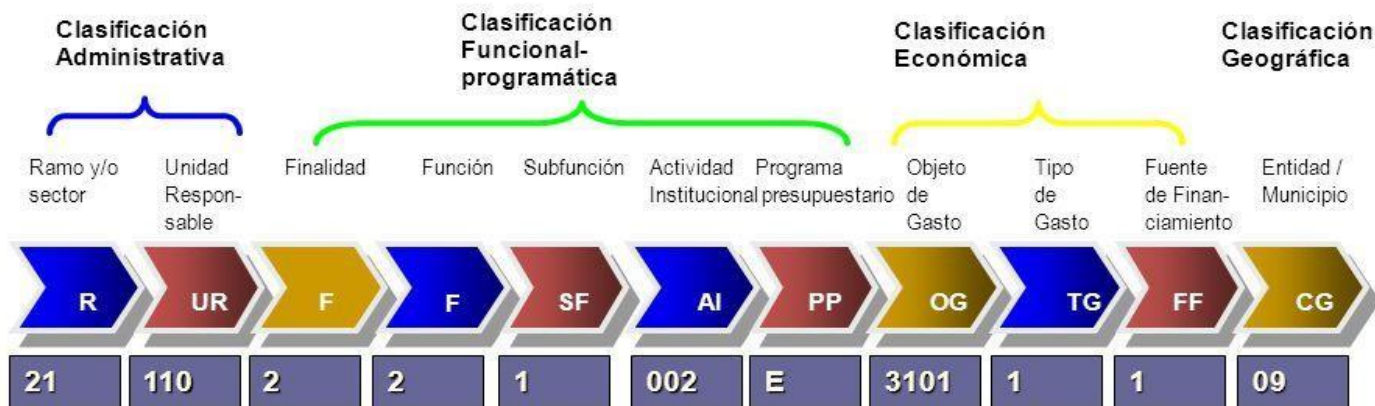 Clasificación
Administrativa
Clasificación
Funcional-
programática
Clasificación
Económica
Clasificación
Geográfica
Ramo y/o
sector
Unidad
Respon-
sable
Finalidad
Función
Subfunción
Actividad
Institucional
Programa
presupuestario
Objeto
de
Gasto
Tipo
de
Gasto
Fuente
de Finan-
ciamiento
Entidad /
Municipio
R UR F F SF AI PP OG TG FF CG
21 110 2 2 1 002 E 3101 1 1 09